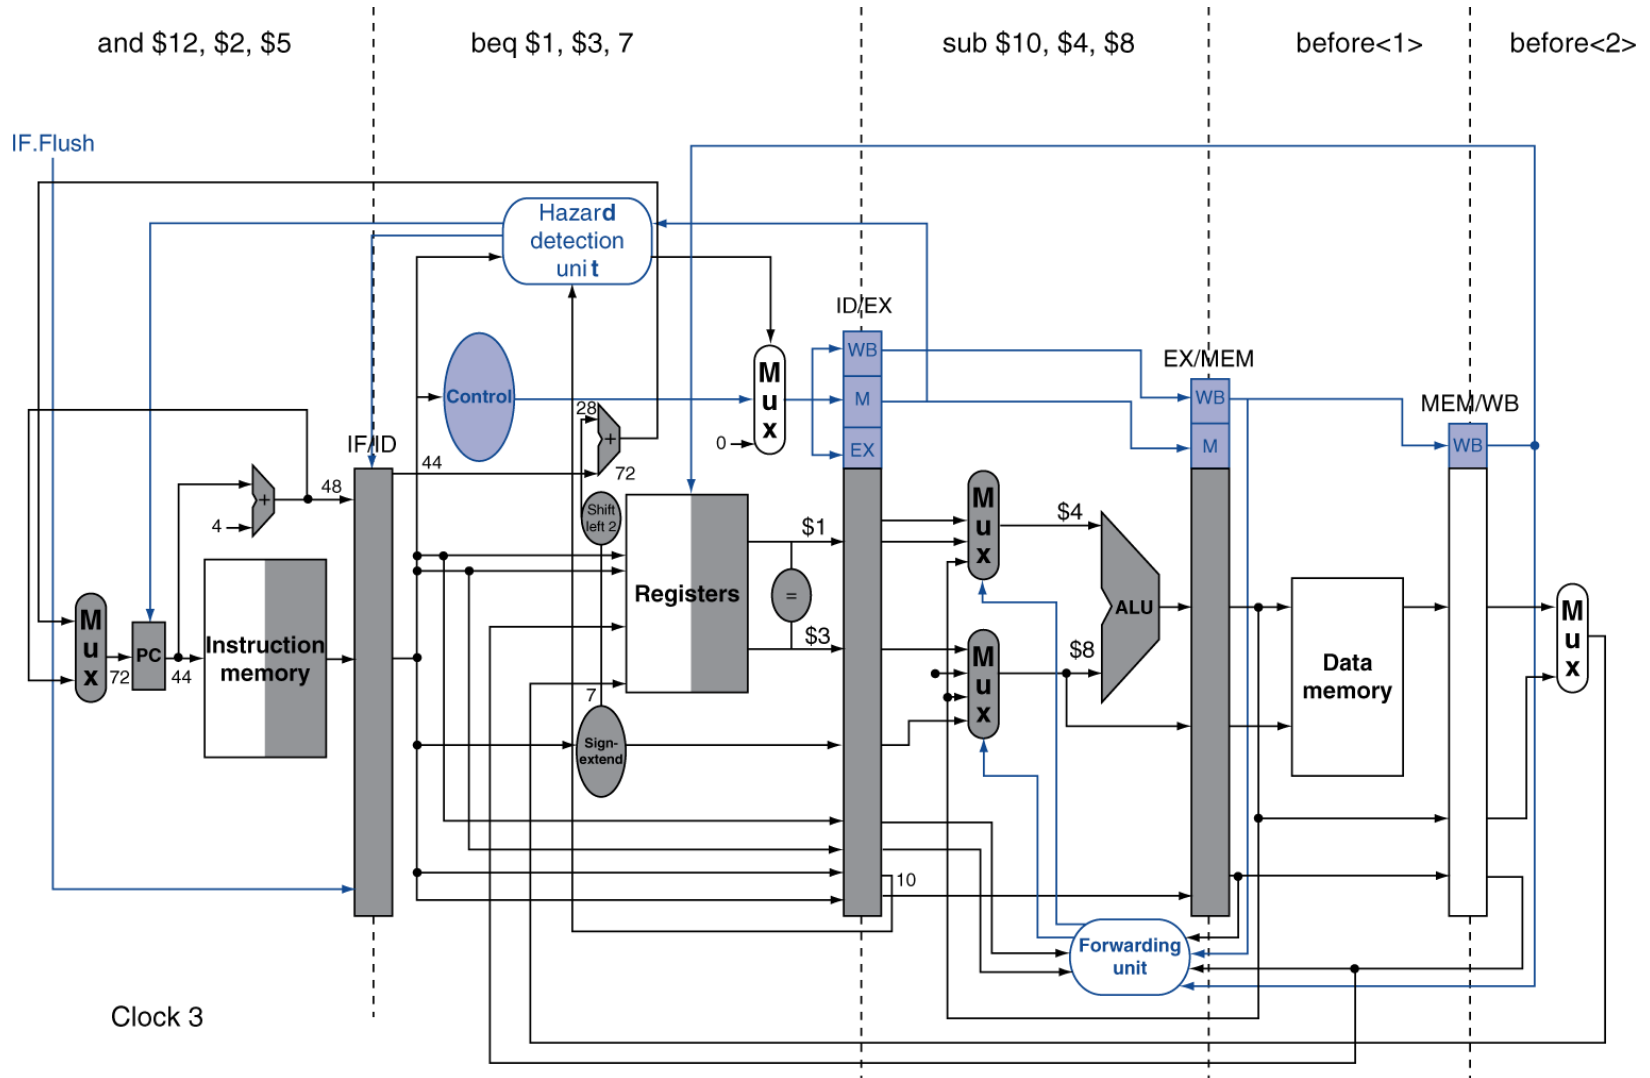 and $12, $2, $5
beq $1, $3, 7
sub $10, $4, $8
before<1>
before<2>
IF.Flush
Hazard
detection
unit
ID/EX
WB
M
EX
EX/MEM
WB
M
MEM/WB
WB
Control
M
u
x
0
28
+
72
IF/ID
44
48
+
4
Shift
left 2
Registers
$1
=
$3
M
u
x
$4
M
u
x
$8
ALU
M
u
x
72
PC
44
Instruction
memory
7
Sign-
extend
Data
memory
M
u
x
10
Forwarding
unit
Clock 3